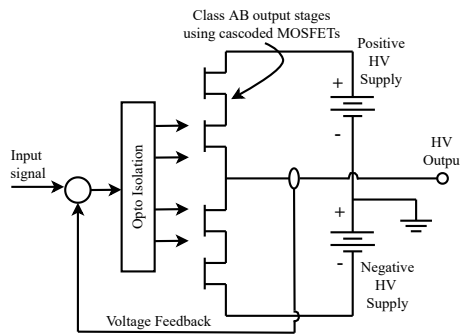 Class AB output stages
using cascoded MOSFETs
Positive
HV
Supply
+
-
HV
Outpu
Input
signal
Opto Isolation
+
-
Negative
HV
Supply
Voltage Feedback